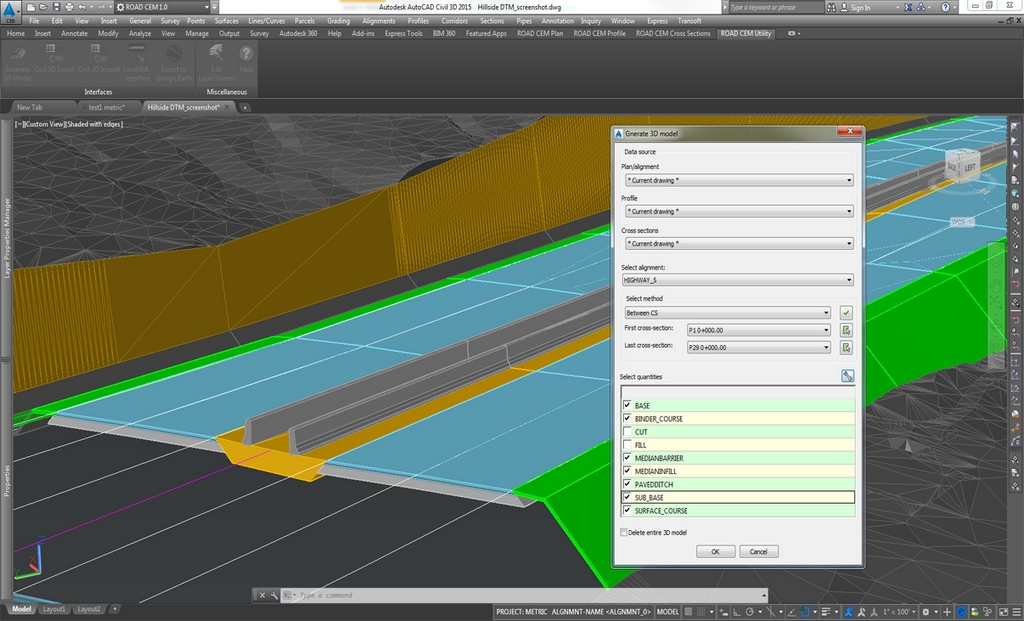 ROAD CEM 1.0
Autodesk AutoCAD Civil 3D 2015 Hillside DTM_screenshot.dwg
Type a keyword or phrase
Sign In
File Edit View Insert General Survey Points Surfaces Lines/Curves Parcels Grading Alignments Profiles Corridors Sections Pipes Annotation Inquiry Window Express Transoft
Home Insert Annotate Modify Analyze View Manage Output Survey Autodesk 360 Help Add-ins Express Tools BIM 360 Featured Apps ROAD CEM Plan ROAD CEM Profile ROAD CEM Cross Sections ROAD CEM Utility
Generate 3D Model
Civil 3D Export
Civil 3D Import
LandXML Interface
Export to Google Earth
Edit Layer Names
Help
Interfaces
Miscellaneous
New Tab
test1 metric*
Hillside DTM_screenshot*
[−][Custom View][Shaded with edges]
Layer Properties Manager
Properties
BACK
LEFT
WCS
Gnerate 3D model
Data source
Plan/alignment
* Current drawing *
Profile
* Current drawing *
Cross sections
* Current drawing *
Select alignment:
HIGHWAY_5
Select method
Between CS
First cross-section:
P1 0+000.00
Last cross-section:
P29 0+000.00
Select quantities
BASE
BINDER_COURSE
CUT
FILL
MEDIANBARRIER
MEDIANINFILL
PAVEDDITCH
SUB_BASE
SURFACE_COURSE
Delete entire 3D model
OK
Cancel
Z
X
Type a command
Model Layout1 Layout2
PROJECT: METRIC ALGNMNT-NAME <ALGNMNT_0> MODEL
1" = 100'